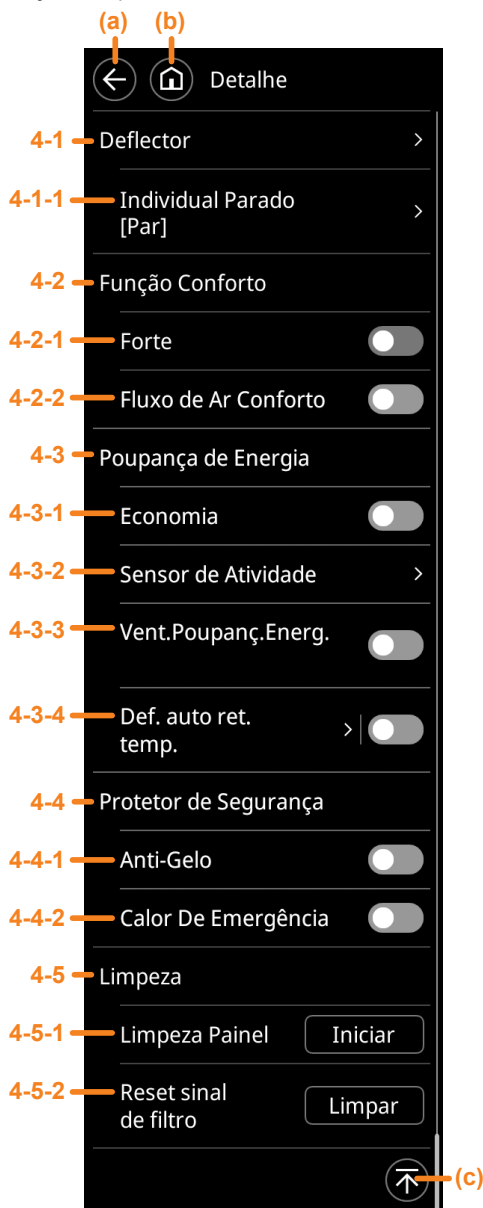 (a) (b)
Detalhe
4-1 Deflector
4-1-1 Individual Parado
[Par]
4-2 Função Conforto
4-2-1 Forte
4-2-2 Fluxo de Ar Conforto
4-3 Poupança de Energia
4-3-1 Economia
4-3-2 Sensor de Atividade
4-3-3 Vent.Poupanç.Energ.
4-3-4 Def. auto ret.
temp.
4-4 Protetor de Segurança
4-4-1 Anti-Gelo
4-4-2 Calor De Emergência
4-5 Limpeza
4-5-1 Limpeza Painel Iniciar
4-5-2 Reset sinal
de filtro Limpar
(c)